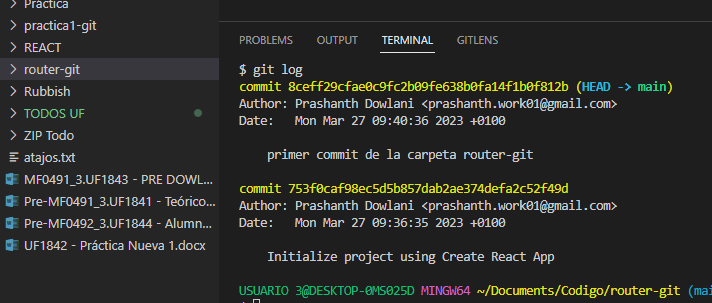 Práctica
practica1-git
REACT
router-git
Rubbish
TODOS UF
ZIP Todo
atajos.txt
MF0491_3.UF1843 - PRE DOWL...
Pre-MF0491_3.UF1841 - Teórico...
Pre-MF0492_3.UF1844 - Alumn...
UF1842 - Práctica Nueva 1.docx
PROBLEMS OUTPUT TERMINAL GITLENS
$ git log
commit 8ceff29cfae0c9fc2b09fe638b0fa14f1b0f812b (HEAD -> main)
Author: Prashanth Dowlani <prashanth.work01@gmail.com>
Date:   Mon Mar 27 09:40:36 2023 +0100
primer commit de la carpeta router-git
commit 753f0caf98ec5d5b857dab2ae374defa2c52f49d
Author: Prashanth Dowlani <prashanth.work01@gmail.com>
Date:   Mon Mar 27 09:36:35 2023 +0100
Initialize project using Create React App
USUARIO 3@DESKTOP-0MS025D MINGW64 ~/Documents/Codigo/router-git (mai